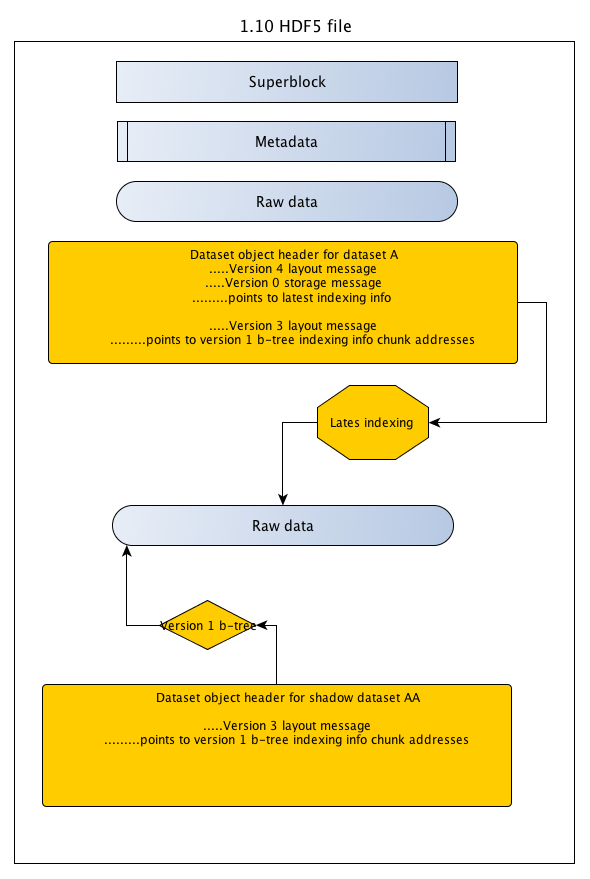 1.10 HDF5 file
Superblock
Metadata
Raw data
Dataset object header for dataset A
.....Version 4 layout message
.....Version 0 storage message
.........points to latest indexing info
.....Version 3 layout message
.........points to version 1 b-tree indexing info chunk addresses
Lates indexing
Raw data
Version 1 b-tree
Dataset object header for shadow dataset AA
.....Version 3 layout message
.........points to version 1 b-tree indexing info chunk addresses